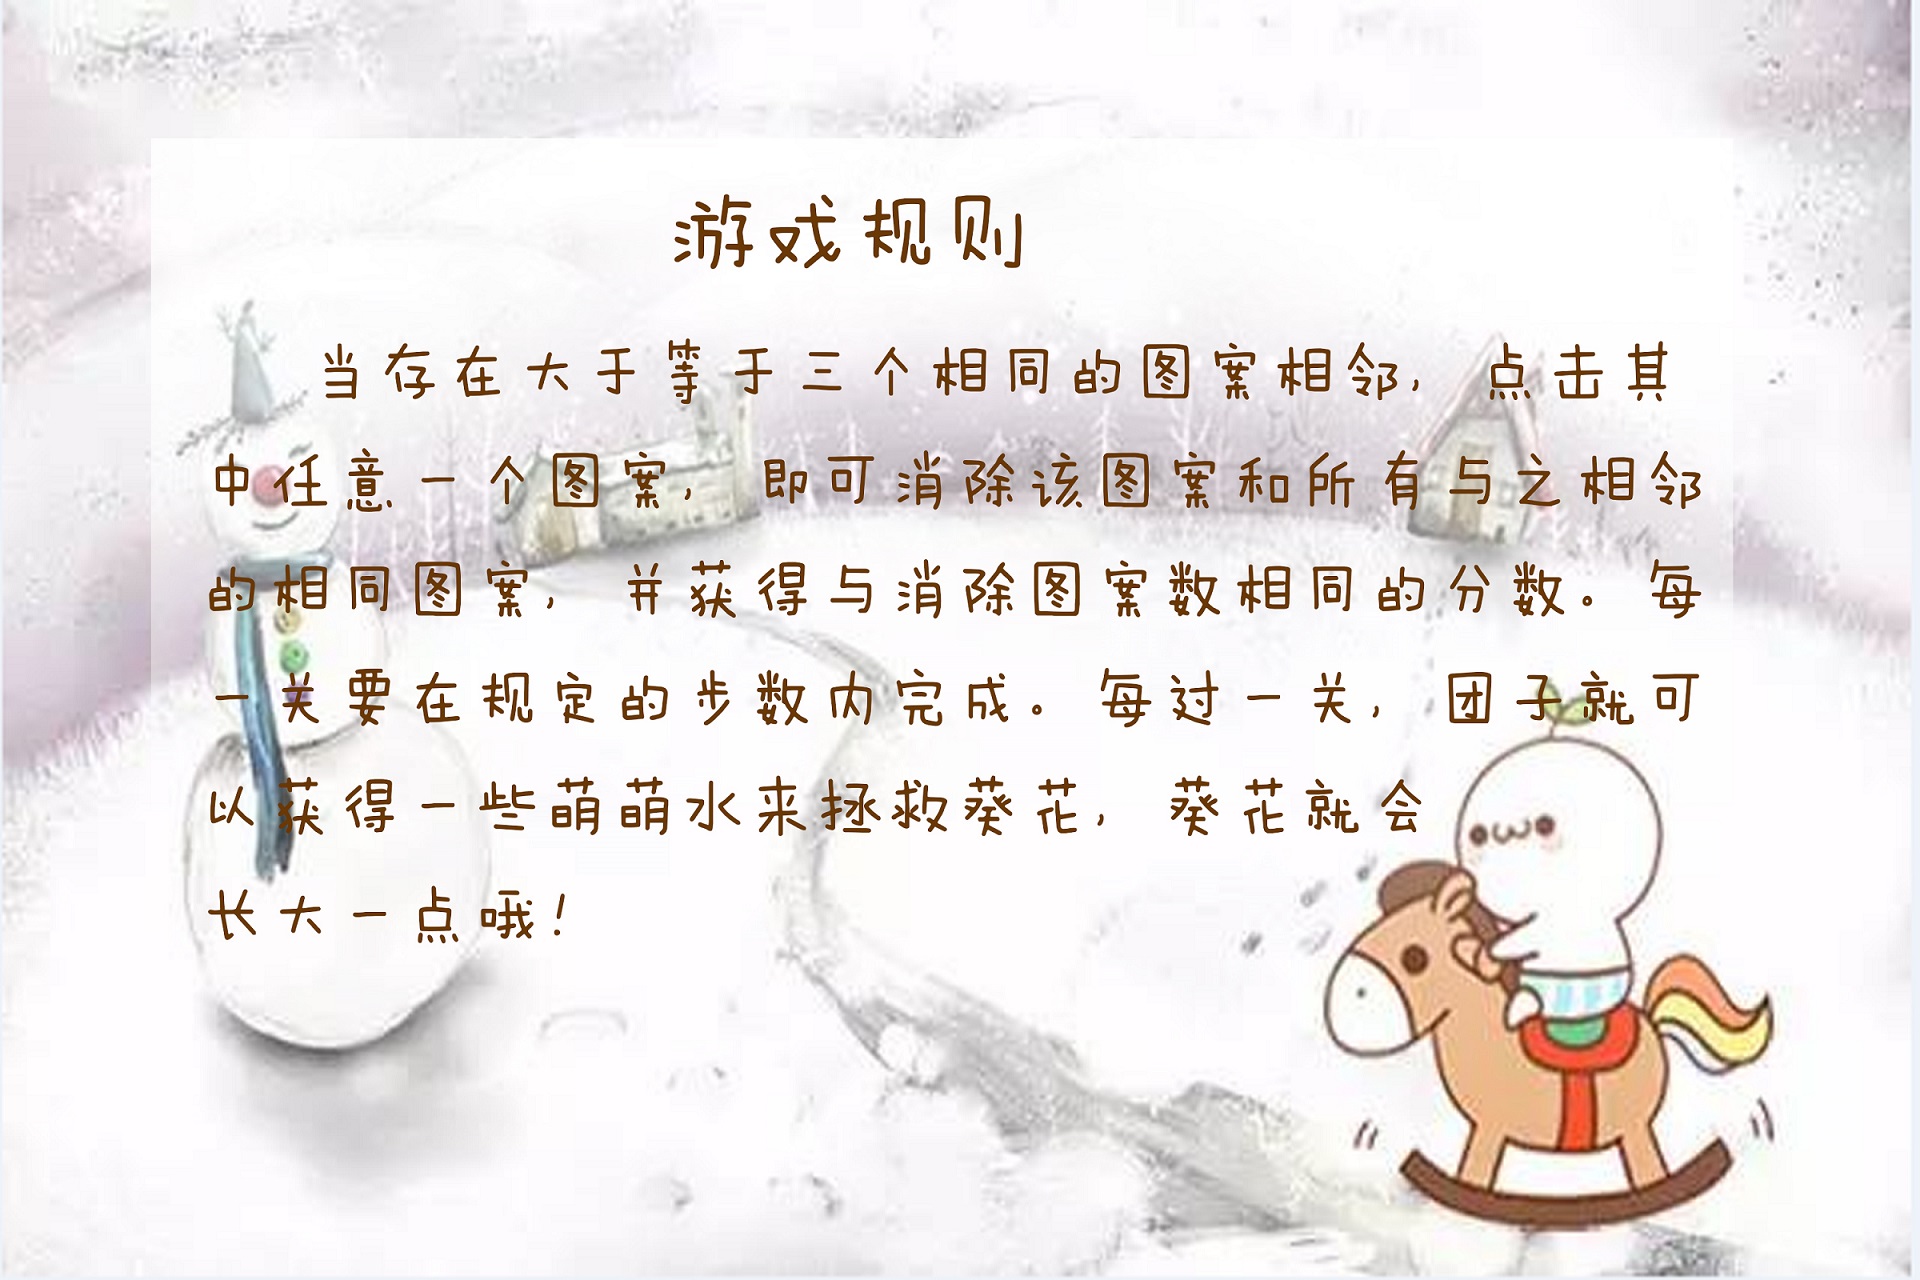 游戏规则
当存在大于等于三个相同的图案相邻，点击其
中任意一个图案，即可消除该图案和所有与之相邻
的相同图案，并获得与消除图案数相同的分数。每
一关要在规定的步数内完成。每过一关，团子就可
以获得一些萌萌水来拯救葵花，葵花就会
长大一点哦！